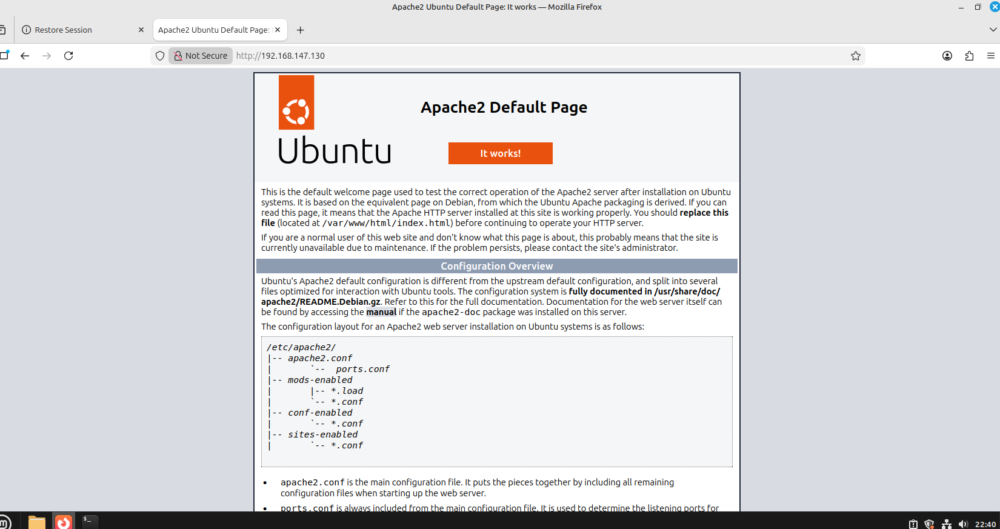 Apache2 Ubuntu Default Page: It works — Mozilla Firefox
Restore Session
Apache2 Ubuntu Default Page:
Not Secure
http://192.168.147.130
Apache2 Default Page
Ubuntu
It works!
This is the default welcome page used to test the correct operation of the Apache2 server after installation on Ubuntu
systems. It is based on the equivalent page on Debian, from which the Ubuntu Apache packaging is derived. If you can
read this page, it means that the Apache HTTP server installed at this site is working properly. You should replace this
file (located at /var/www/html/index.html) before continuing to operate your HTTP server.
If you are a normal user of this web site and don't know what this page is about, this probably means that the site is
currently unavailable due to maintenance. If the problem persists, please contact the site's administrator.
Configuration Overview
Ubuntu's Apache2 default configuration is different from the upstream default configuration, and split into several
files optimized for interaction with Ubuntu tools. The configuration system is fully documented in /usr/share/doc/
apache2/README.Debian.gz. Refer to this for the full documentation. Documentation for the web server itself can
be found by accessing the manual if the apache2-doc package was installed on this server.
The configuration layout for an Apache2 web server installation on Ubuntu systems is as follows:
/etc/apache2/
|-- apache2.conf
|       `--  ports.conf
|-- mods-enabled
|       |-- *.load
|       `-- *.conf
|-- conf-enabled
|       `-- *.conf
|-- sites-enabled
|       `-- *.conf
• apache2.conf is the main configuration file. It puts the pieces together by including all remaining
configuration files when starting up the web server.
• ports.conf is always included from the main configuration file. It is used to determine the listening ports for
22:40